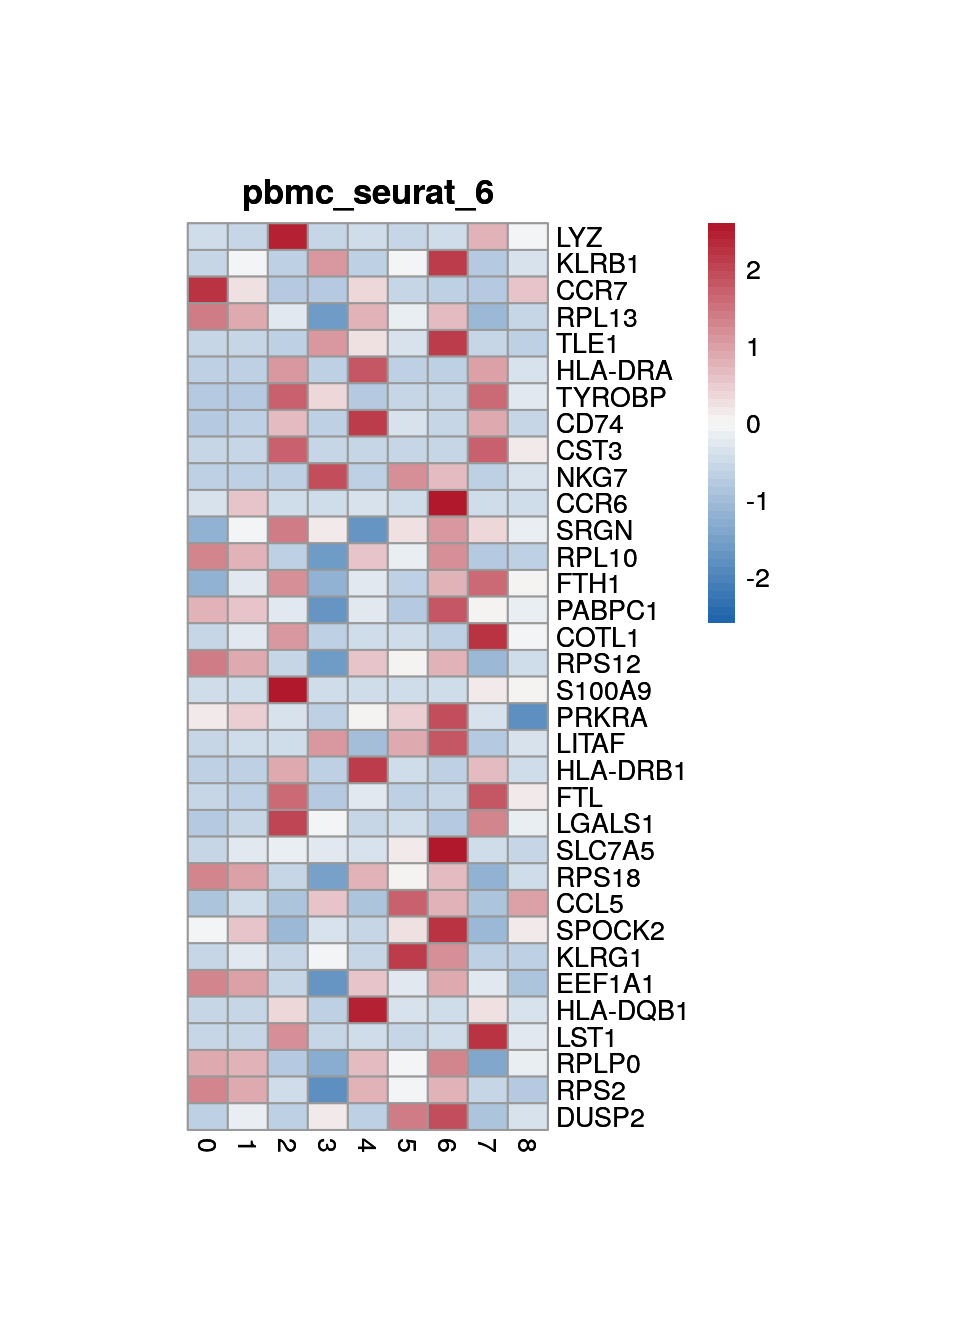 pbmc_seurat_6
LYZ
KLRB1
CCR7
RPL13
TLE1
HLA-DRA
TYROBP
CD74
CST3
NKG7
CCR6
SRGN
RPL10
FTH1
PABPC1
COTL1
RPS12
S100A9
PRKRA
LITAF
HLA-DRB1
FTL
LGALS1
SLC7A5
RPS18
CCL5
SPOCK2
KLRG1
EEF1A1
HLA-DQB1
LST1
RPLP0
RPS2
DUSP2
0 1 2 3 4 5 6 7 8
2
1
0
-1
-2